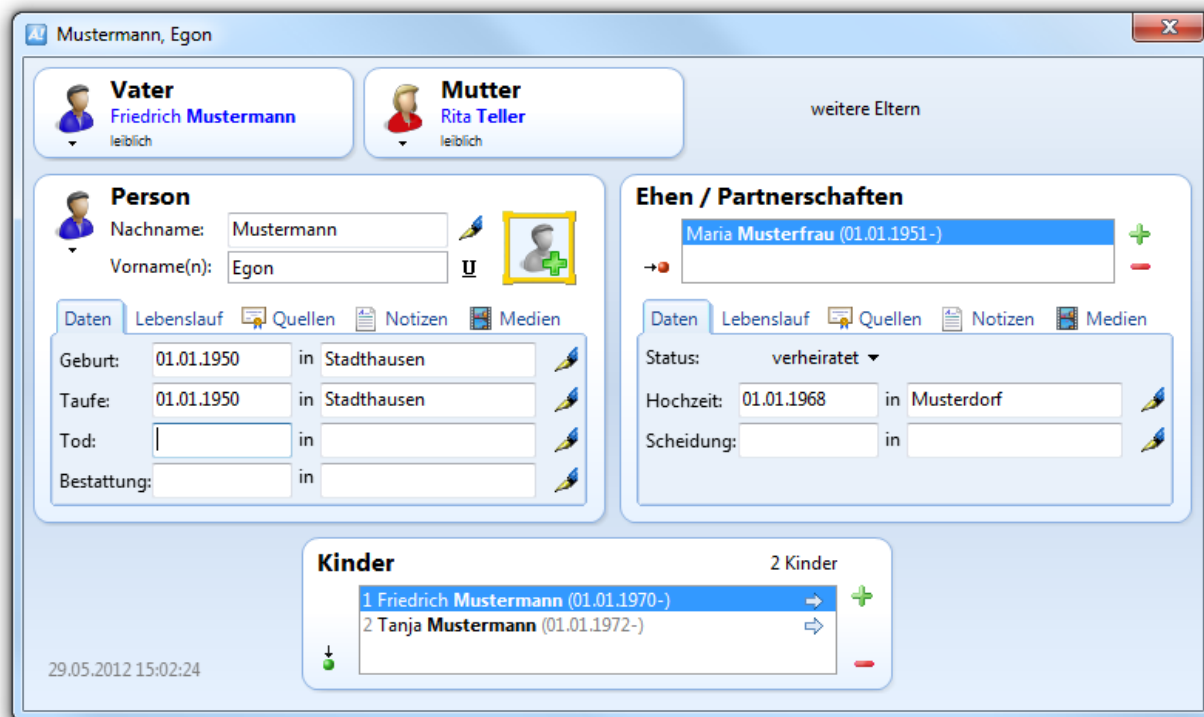 A! Mustermann, Egon
Vater
Friedrich Mustermann
leiblich
Mutter
Rita Teller
leiblich
weitere Eltern
Person
Nachname: Mustermann
Vorname(n): Egon U
Daten Lebenslauf Quellen Notizen Medien
Geburt: 01.01.1950 in Stadthausen
Taufe: 01.01.1950 in Stadthausen
Tod: in
Bestattung: in
Ehen / Partnerschaften
Maria Musterfrau (01.01.1951-)
Daten Lebenslauf Quellen Notizen Medien
Status: verheiratet
Hochzeit: 01.01.1968 in Musterdorf
Scheidung: in
Kinder 2 Kinder
1 Friedrich Mustermann (01.01.1970-)
2 Tanja Mustermann (01.01.1972-)
29.05.2012 15:02:24